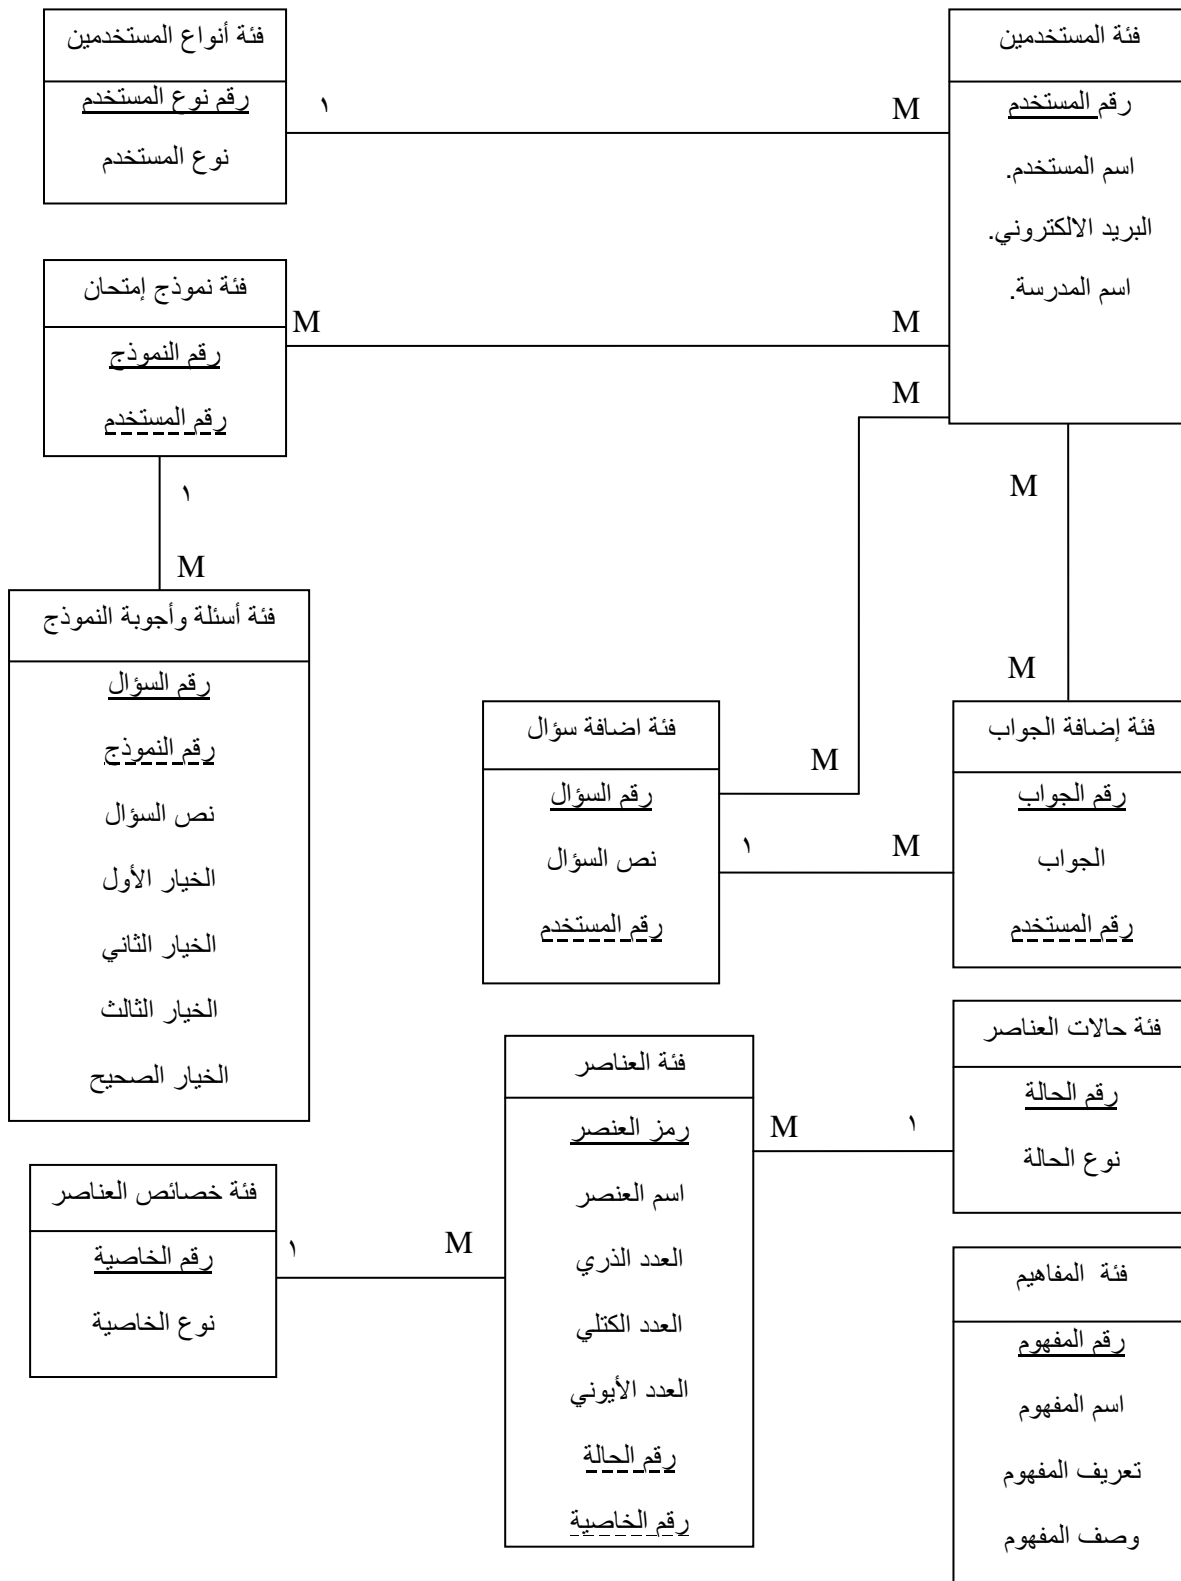 فئة أنواع المستخدمين
رقم نوع المستخدم
نوع المستخدم
١
M
فئة المستخدمين
رقم المستخدم
اسم المستخدم.
البريد الالكتروني.
اسم المدرسة.
فئة نموذج إمتحان
رقم النموذج
رقم المستخدم
M
M
M
M
١
M
فئة أسئلة وأجوبة النموذج
رقم السؤال
رقم النموذج
نص السؤال
الخيار الأول
الخيار الثاني
الخيار الثالث
الخيار الصحيح
M
فئة إضافة الجواب
رقم الجواب
الجواب
رقم المستخدم
فئة اضافة سؤال
رقم السؤال
نص السؤال
رقم المستخدم
M
١
M
فئة حالات العناصر
رقم الحالة
نوع الحالة
فئة العناصر
رمز العنصر
اسم العنصر
العدد الذري
العدد الكتلي
العدد الأيوني
رقم الحالة
رقم الخاصية
M
١
فئة خصائص العناصر
رقم الخاصية
نوع الخاصية
١
M
فئة المفاهيم
رقم المفهوم
اسم المفهوم
تعريف المفهوم
وصف المفهوم